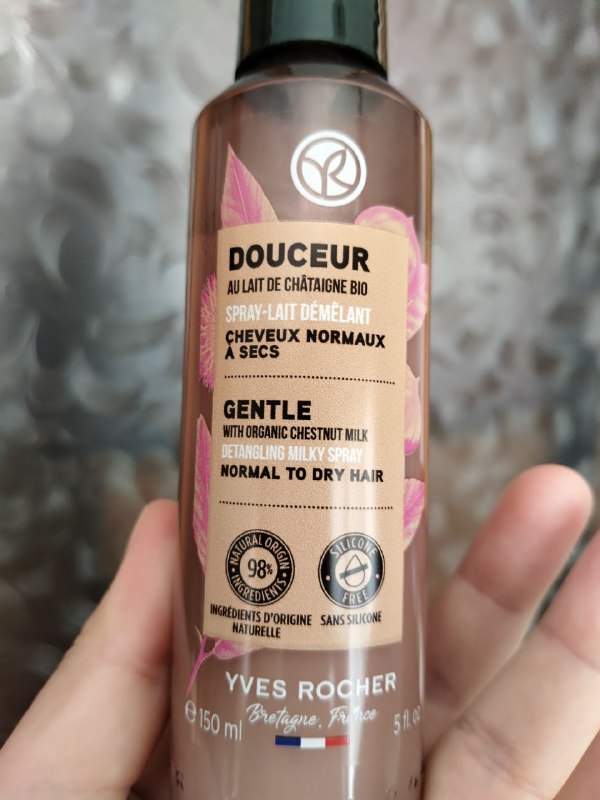 DOUCEUR
AU LAIT DE CHÂTAIGNE BIO
SPRAY-LAIT DÉMÊLANT
CHEVEUX NORMAUX
À SECS
GENTLE
WITH ORGANIC CHESTNUT MILK
DETANGLING MILKY SPRAY
NORMAL TO DRY HAIR
NATURAL ORIGIN
98%
INGREDIENTS
SILICONE
FREE
INGRÉDIENTS D'ORIGINE
NATURELLE
SANS SILICONE
YVES ROCHER
Bretagne, France
℮ 150 ml
5 fl. oz